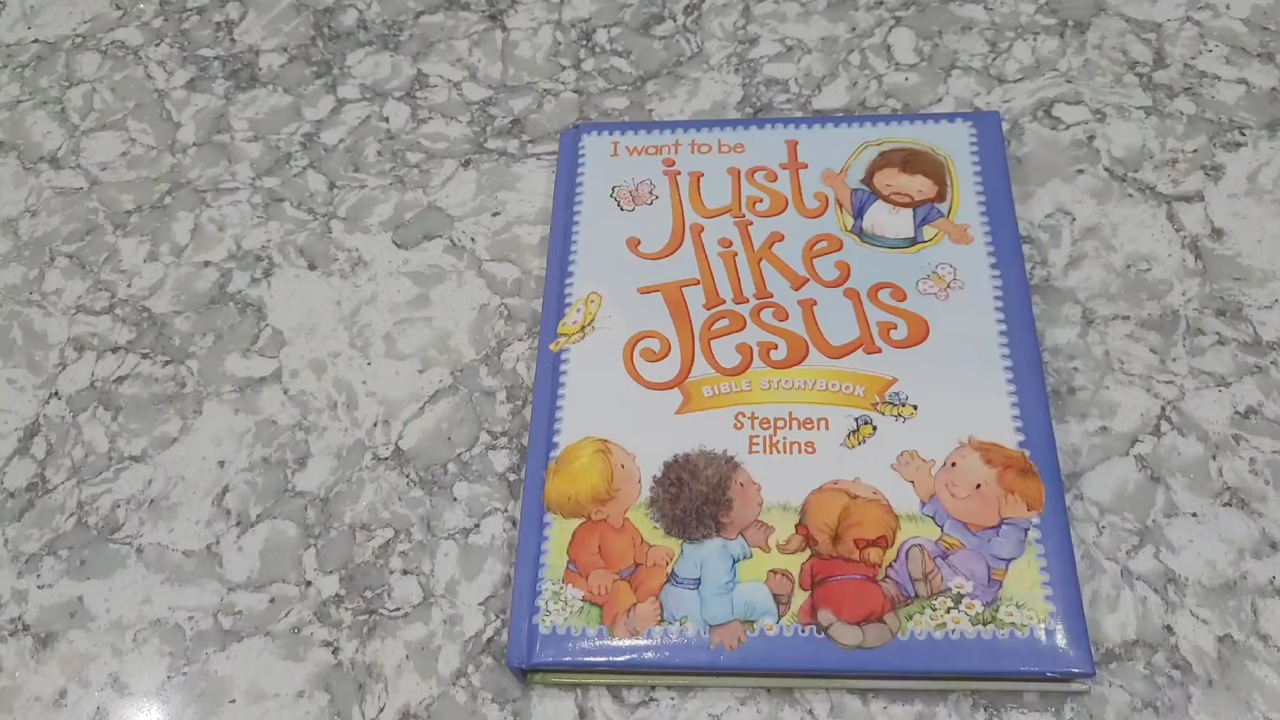 I want to be
just
like
Jesus
BIBLE STORYBOOK
Stephen
Elkins